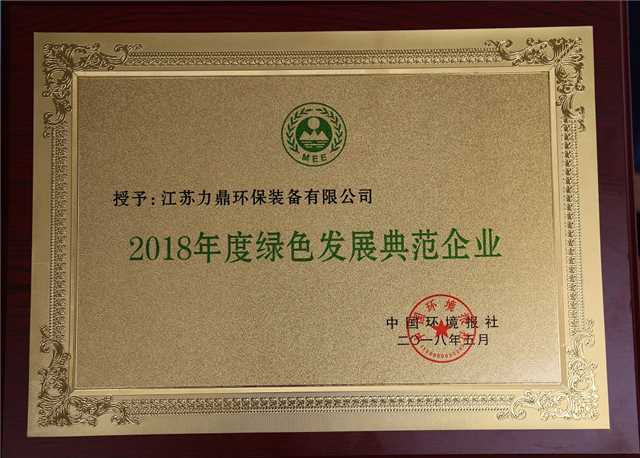 MEE
授予：江苏力鼎环保装备有限公司
2018年度绿色发展典范企业
中国环境报社
二〇一八年五月